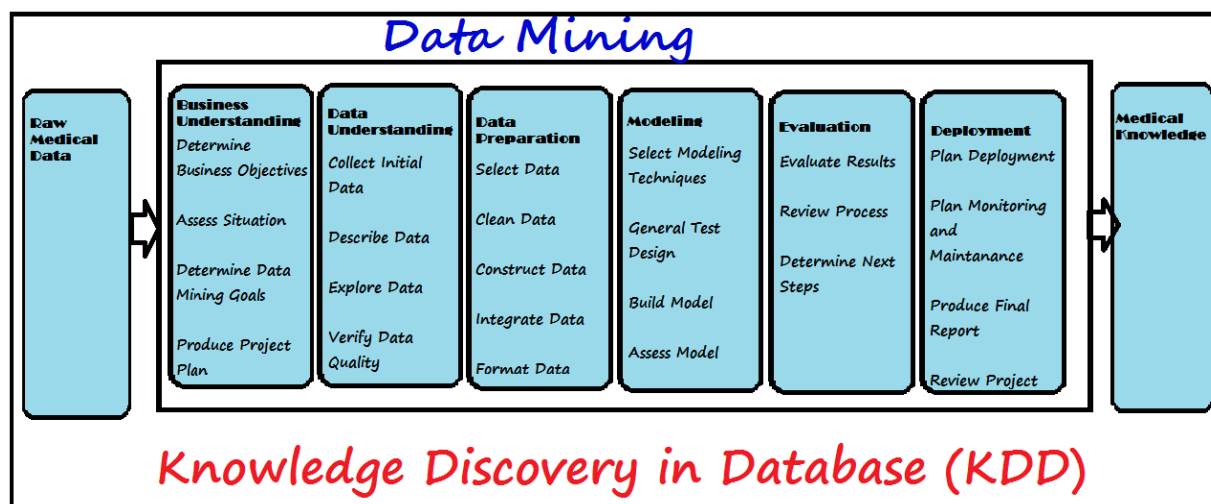 Data Mining
Raw
Medical
Data
Business
Understanding
Determine
Business Objectives
Assess Situation
Determine Data
Mining Goals
Produce Project
Plan
Data
Understanding
Collect Initial
Data
Describe Data
Explore Data
Verify Data
Quality
Data
Preparation
Select Data
Clean Data
Construct Data
Integrate Data
Format Data
Modeling
Select Modeling
Techniques
General Test
Design
Build Model
Assess Model
Evaluation
Evaluate Results
Review Process
Determine Next
Steps
Deployment
Plan Deployment
Plan Monitoring
and
Maintanance
Produce Final
Report
Review Project
Medical
Knowledge
Knowledge Discovery in Database (KDD)